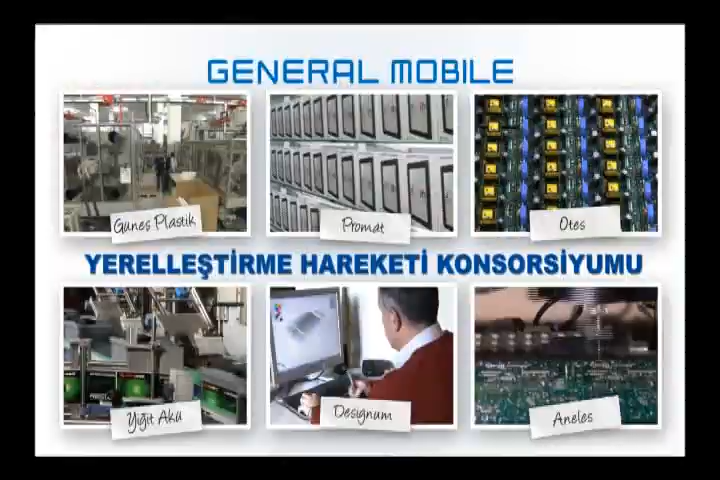 GENERAL MOBILE
Güneş Plastik
Promat
Otes
YERELLEŞTİRME HAREKETİ KONSORSİYUMU
Yiğit Akü
Designum
Aneles